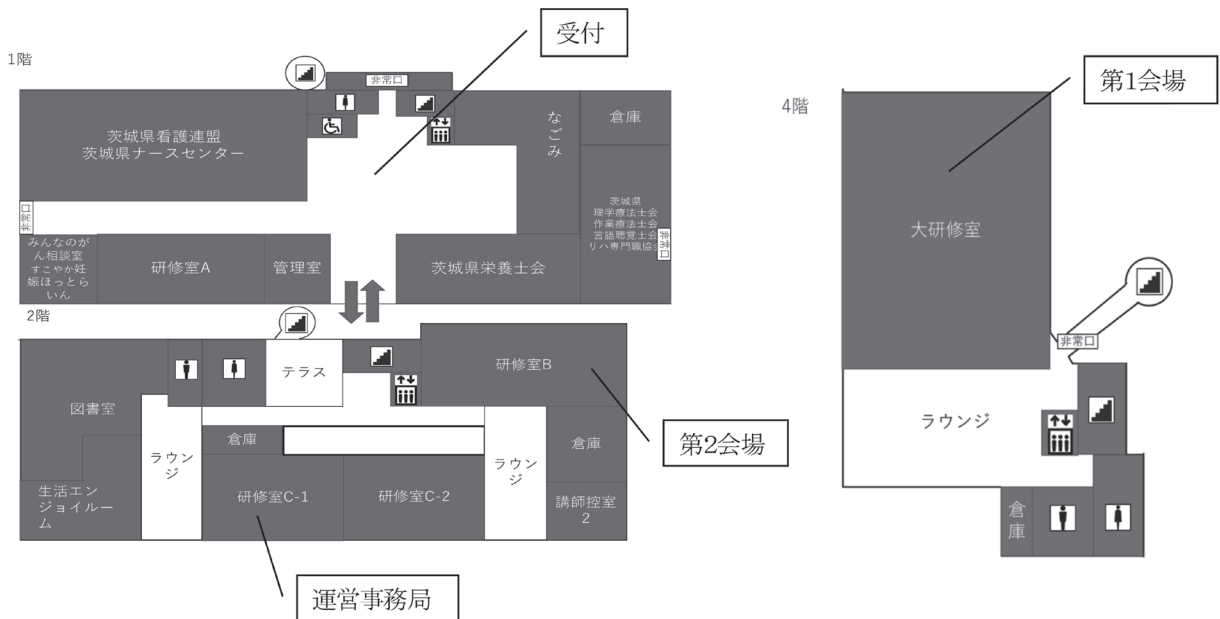 受付
1階
非常口
茨城県看護連盟
茨城県ナースセンター
なごみ
倉庫
非常口
茨城県
理学療法士会
作業療法士会
言語聴覚士会
リハ専門職協会
非常口
みんなのが
ん相談室
すこやか妊
娠ほっとら
いん
研修室A
管理室
茨城県栄養士会
2階
テラス
研修室B
図書室
ラウン
ジ
倉庫
ラウン
ジ
倉庫
第2会場
生活エン
ジョイルー
ム
研修室C-1
研修室C-2
講師控室
2
運営事務局
4階
第1会場
大研修室
非常口
ラウンジ
倉庫